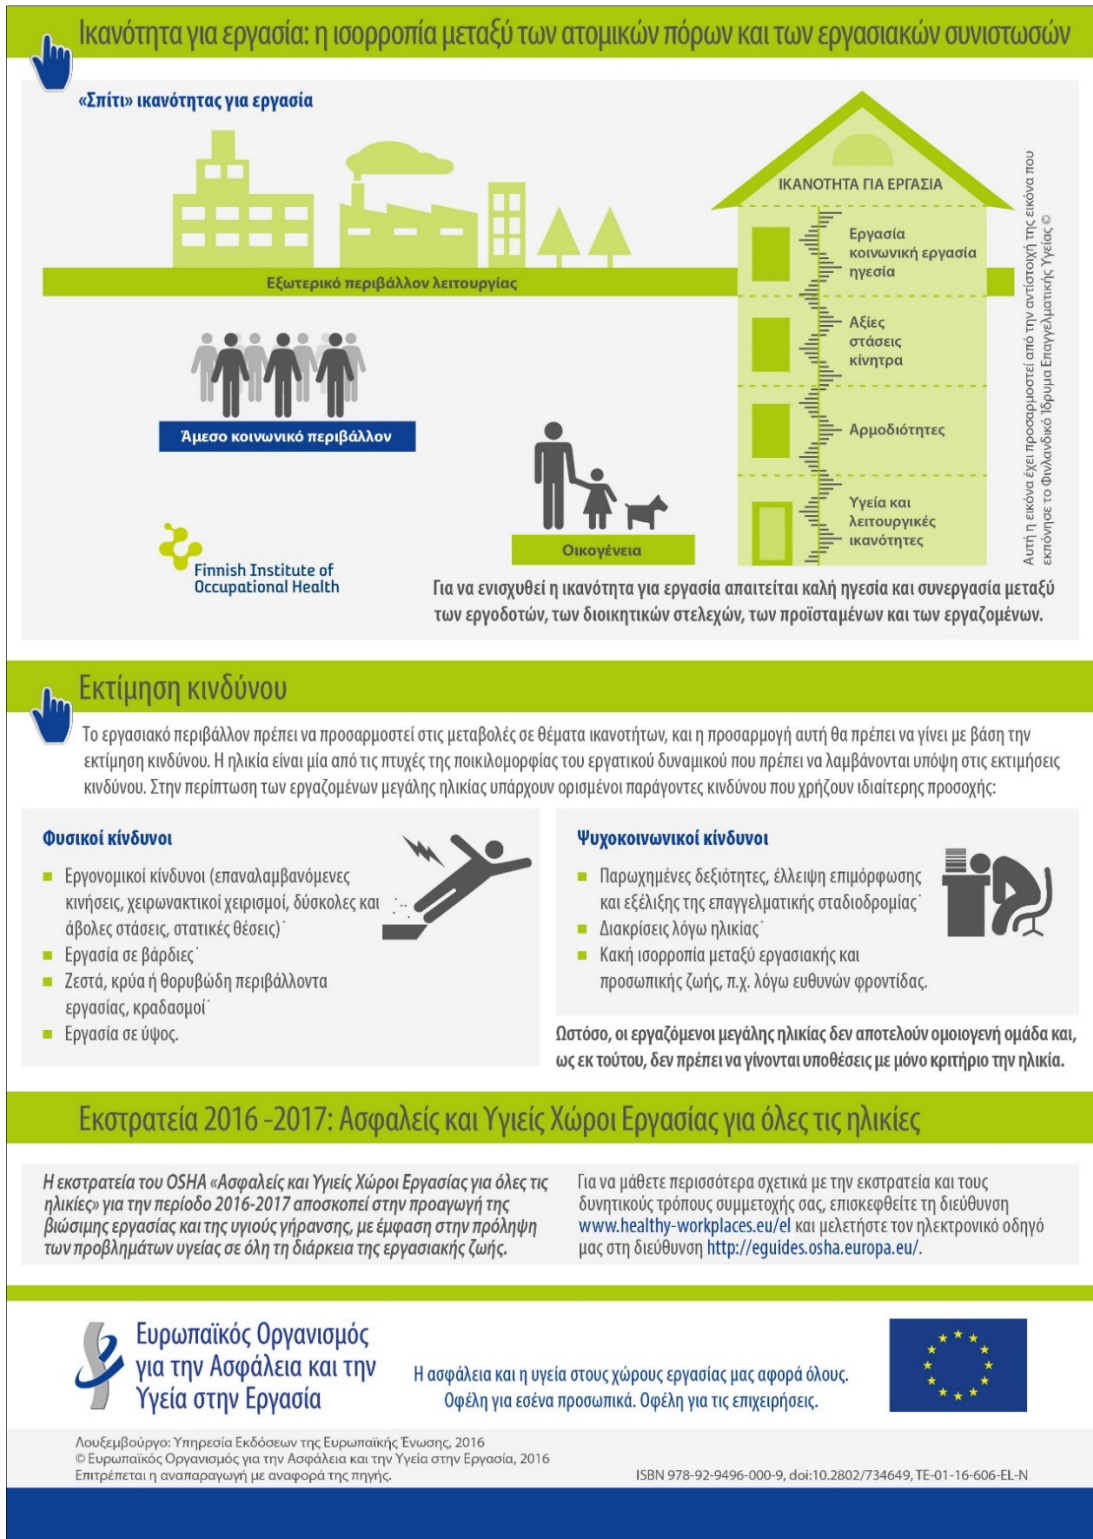 Ικανότητα για εργασία: η ισορροπία μεταξύ των ατομικών πόρων και των εργασιακών συνιστωσών
«Σπίτι» ικανότητας για εργασία
ΙΚΑΝΟΤΗΤΑ ΓΙΑ ΕΡΓΑΣΙΑ
Εργασία
κοινωνική εργασία
ηγεσία
Εξωτερικό περιβάλλον λειτουργίας
Αξίες
στάσεις
κίνητρα
Άμεσο κοινωνικό περιβάλλον
Αρμοδιότητες
Υγεία και
λειτουργικές
ικανότητες
Οικογένεια
Finnish Institute of
Occupational Health
Αυτή η εικόνα έχει προσαρμοστεί από την αντίστοιχή της εικόνα που
εκπόνησε το Φινλανδικό Ίδρυμα Επαγγελματικής Υγείας ©
Για να ενισχυθεί η ικανότητα για εργασία απαιτείται καλή ηγεσία και συνεργασία μεταξύ
των εργοδοτών, των διοικητικών στελεχών, των προϊσταμένων και των εργαζομένων.
Εκτίμηση κινδύνου
Το εργασιακό περιβάλλον πρέπει να προσαρμοστεί στις μεταβολές σε θέματα ικανοτήτων, και η προσαρμογή αυτή θα πρέπει να γίνει με βάση την
εκτίμηση κινδύνου. Η ηλικία είναι μία από τις πτυχές της ποικιλομορφίας του εργατικού δυναμικού που πρέπει να λαμβάνονται υπόψη στις εκτιμήσεις
κινδύνου. Στην περίπτωση των εργαζομένων μεγάλης ηλικίας υπάρχουν ορισμένοι παράγοντες κινδύνου που χρήζουν ιδιαίτερης προσοχής:
Φυσικοί κίνδυνοι
Εργονομικοί κίνδυνοι (επαναλαμβανόμενες
κινήσεις, χειρωνακτικοί χειρισμοί, δύσκολες και
άβολες στάσεις, στατικές θέσεις)˙
Εργασία σε βάρδιες˙
Ζεστά, κρύα ή θορυβώδη περιβάλλοντα
εργασίας, κραδασμοί˙
Εργασία σε ύψος.
Ψυχοκοινωνικοί κίνδυνοι
Παρωχημένες δεξιότητες, έλλειψη επιμόρφωσης
και εξέλιξης της επαγγελματικής σταδιοδρομίας˙
Διακρίσεις λόγω ηλικίας˙
Κακή ισορροπία μεταξύ εργασιακής και
προσωπικής ζωής, π.χ. λόγω ευθυνών φροντίδας.
Ωστόσο, οι εργαζόμενοι μεγάλης ηλικίας δεν αποτελούν ομοιογενή ομάδα και,
ως εκ τούτου, δεν πρέπει να γίνονται υποθέσεις με μόνο κριτήριο την ηλικία.
Εκστρατεία 2016 -2017: Ασφαλείς και Υγιείς Χώροι Εργασίας για όλες τις ηλικίες
Η εκστρατεία του OSHA «Ασφαλείς και Υγιείς Χώροι Εργασίας για όλες τις
ηλικίες» για την περίοδο 2016-2017 αποσκοπεί στην προαγωγή της
βιώσιμης εργασίας και της υγιούς γήρανσης, με έμφαση στην πρόληψη
των προβλημάτων υγείας σε όλη τη διάρκεια της εργασιακής ζωής.
Για να μάθετε περισσότερα σχετικά με την εκστρατεία και τους
δυνητικούς τρόπους συμμετοχής σας, επισκεφθείτε τη διεύθυνση
www.healthy-workplaces.eu/el και μελετήστε τον ηλεκτρονικό οδηγό
μας στη διεύθυνση http://eguides.osha.europa.eu/.
Ευρωπαϊκός Οργανισμός
για την Ασφάλεια και την
Υγεία στην Εργασία
Η ασφάλεια και η υγεία στους χώρους εργασίας μας αφορά όλους.
Οφέλη για εσένα προσωπικά. Οφέλη για τις επιχειρήσεις.
Λουξεμβούργο: Υπηρεσία Εκδόσεων της Ευρωπαϊκής Ένωσης, 2016
© Ευρωπαϊκός Οργανισμός για την Ασφάλεια και την Υγεία στην Εργασία, 2016
Επιτρέπεται η αναπαραγωγή με αναφορά της πηγής.
ISBN 978-92-9496-000-9, doi:10.2802/734649, TE-01-16-606-EL-N